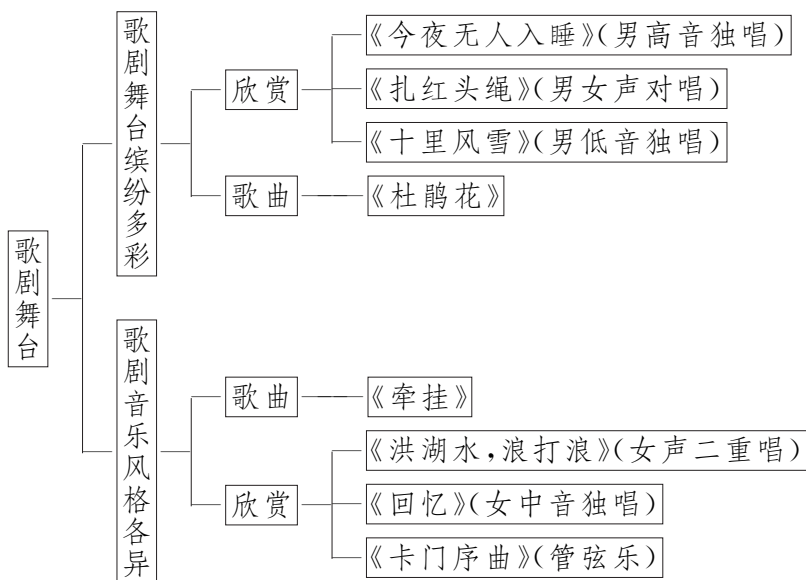 歌剧舞台
歌剧舞台缤纷多彩
欣赏
《今夜无人入睡》(男高音独唱)
《扎红头绳》(男女声对唱)
《十里风雪》(男低音独唱)
歌曲
《杜鹃花》
歌剧音乐风格各异
歌曲
《牵挂》
欣赏
《洪湖水,浪打浪》(女声二重唱)
《回忆》(女中音独唱)
《卡门序曲》(管弦乐)